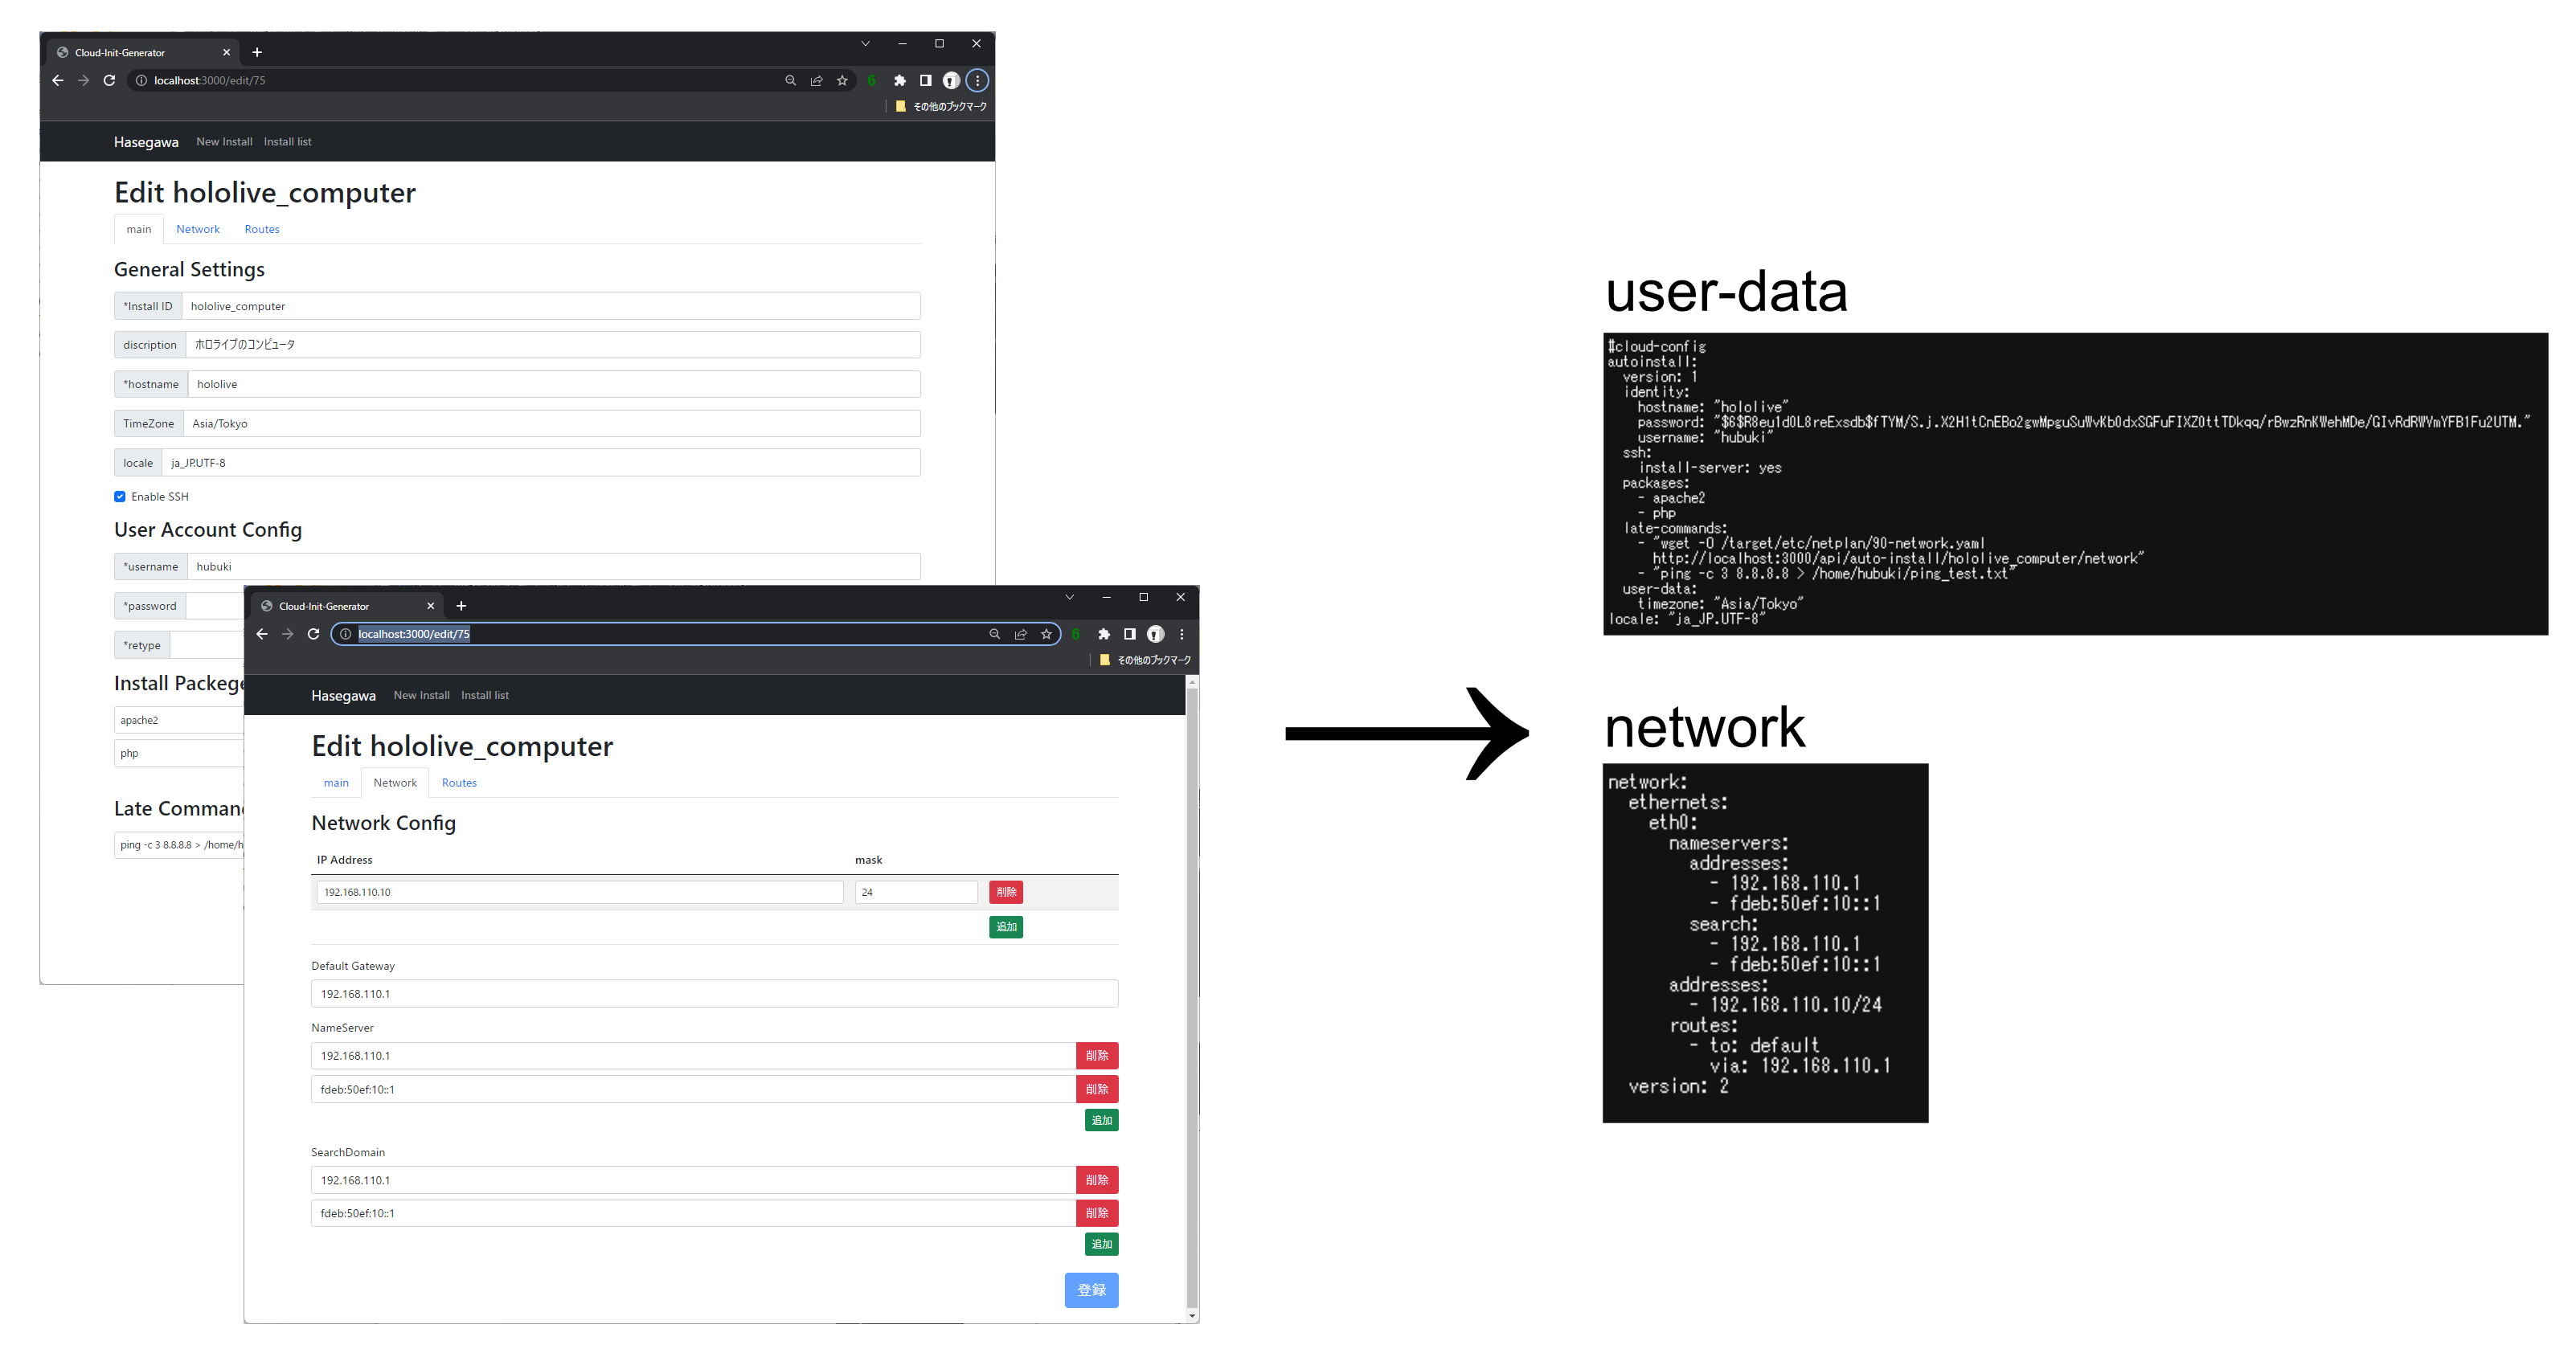 Cloud-Init-Generator
localhost:3000/edit/75
6
その他のブックマーク
Hasegawa New Install Install list
Edit hololive_computer
main Network Routes
General Settings
*Install ID hololive_computer
discription ホロライブのコンピュータ
*hostname hololive
TimeZone Asia/Tokyo
locale ja_JP.UTF-8
Enable SSH
User Account Config
*username hubuki
*password
*retype
Install Packege
apache2
php
Late Comman
ping -c 3 8.8.8.8 > /home/h
Cloud-Init-Generator
localhost:3000/edit/75
6
その他のブックマーク
Hasegawa New Install Install list
Edit hololive_computer
main Network Routes
Network Config
IP Address mask
192.168.110.10 24 削除
追加
Default Gateway
192.168.110.1
NameServer
192.168.110.1 削除
fdeb:50ef:10::1 削除
追加
SearchDomain
192.168.110.1 削除
fdeb:50ef:10::1 削除
追加
登録
user-data
#cloud-config
autoinstall:
version: 1
identity:
hostname: "hololive"
password: "$6$R8eu1d0L8reExsdb$fTYM/S.j.X2H1tCnEBo2gwMpguSuWvKb0dxSGFuFIXZ0ttTDkqq/rBwzRnKWehMDe/GIvRdRWVmYFB1Fu2UTM."
username: "hubuki"
ssh:
install-server: yes
packages:
- apache2
- php
late-commands:
- "wget -O /target/etc/netplan/90-network.yaml
http://localhost:3000/api/auto-install/hololive_computer/network"
- "ping -c 3 8.8.8.8 > /home/hubuki/ping_test.txt"
user-data:
timezone: "Asia/Tokyo"
locale: "ja_JP.UTF-8"
network
network:
ethernets:
eth0:
nameservers:
addresses:
- 192.168.110.1
- fdeb:50ef:10::1
search:
- 192.168.110.1
- fdeb:50ef:10::1
addresses:
- 192.168.110.10/24
routes:
- to: default
via: 192.168.110.1
version: 2